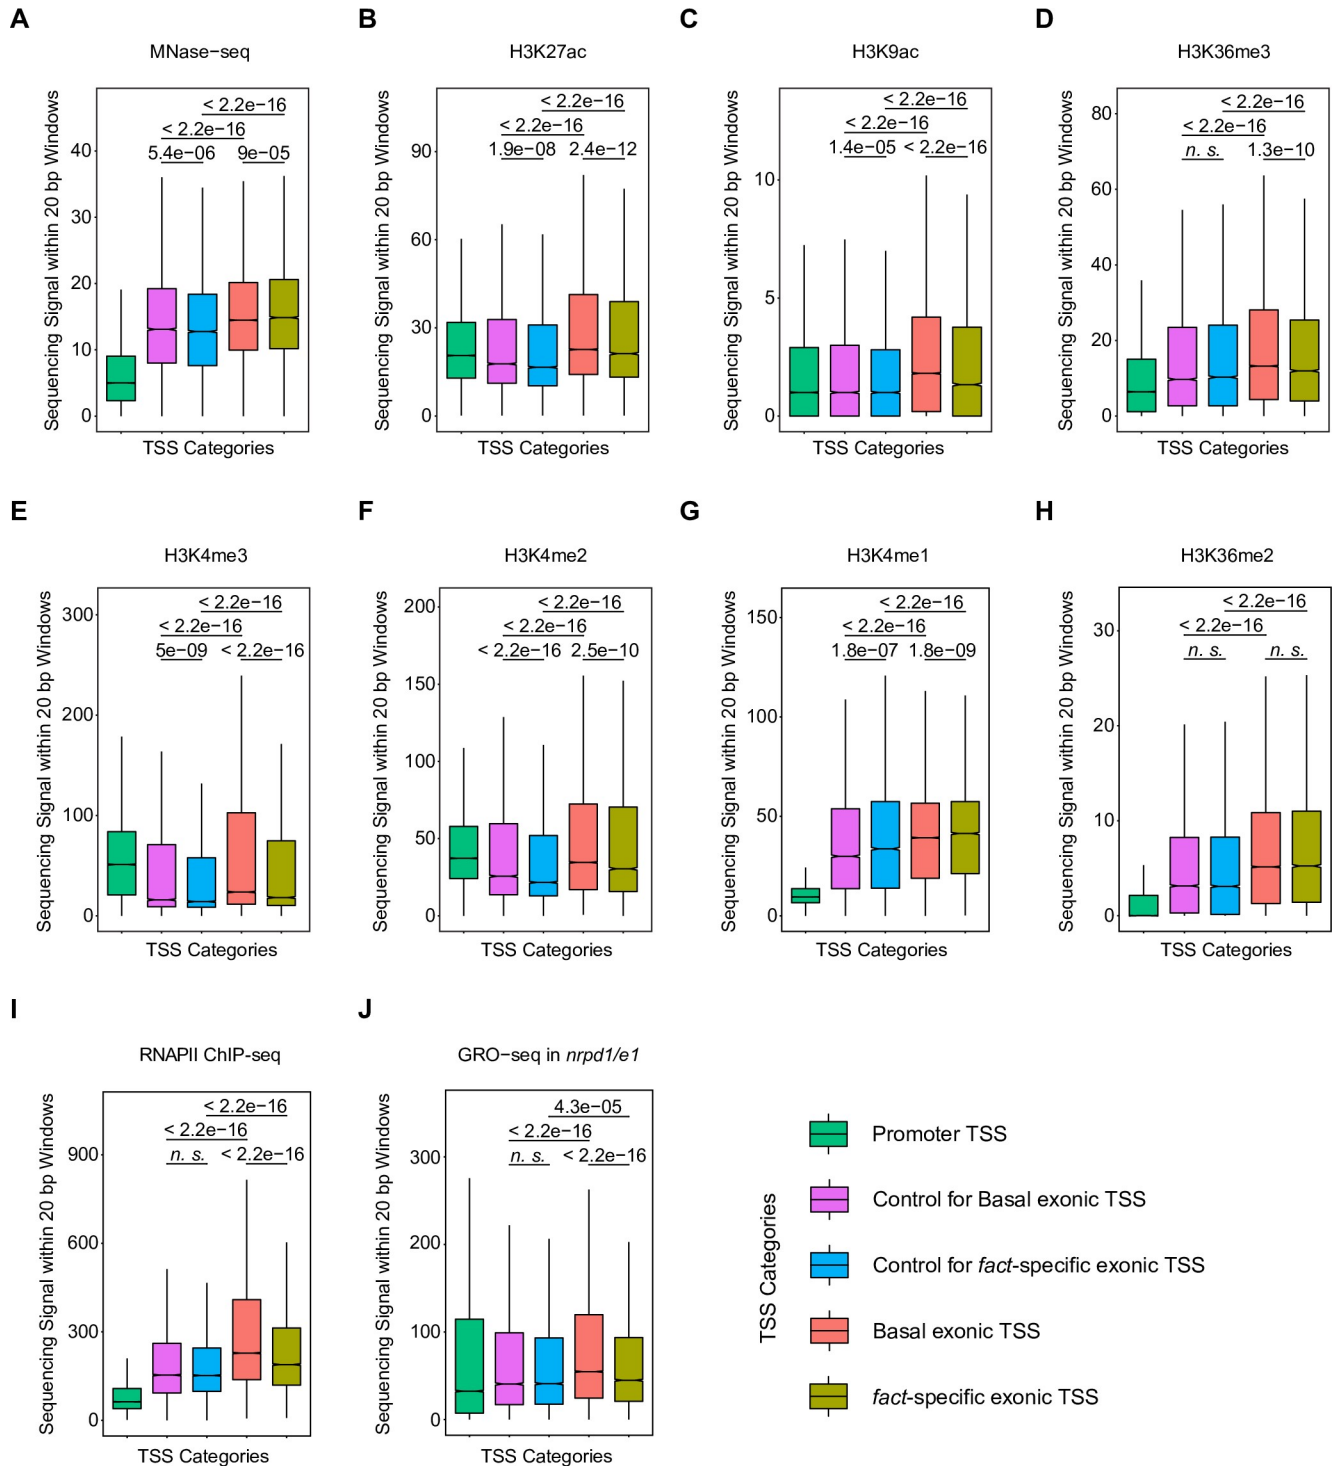 A
B
C
D
MNase−seq
H3K27ac
H3K9ac
H3K36me3
Sequencing Signal within 20 bp Windows
40
30
20
10
0
< 2.2e−16
< 2.2e−16
5.4e−06
9e−05
TSS Categories
Sequencing Signal within 20 bp Windows
90
60
30
0
< 2.2e−16
< 2.2e−16
1.9e−08
2.4e−12
TSS Categories
Sequencing Signal within 20 bp Windows
10
5
0
< 2.2e−16
< 2.2e−16
1.4e−05
< 2.2e−16
TSS Categories
Sequencing Signal within 20 bp Windows
80
60
40
20
0
< 2.2e−16
< 2.2e−16
n. s.
1.3e−10
TSS Categories
E
F
G
H
H3K4me3
H3K4me2
H3K4me1
H3K36me2
Sequencing Signal within 20 bp Windows
300
200
100
0
< 2.2e−16
< 2.2e−16
5e−09
< 2.2e−16
TSS Categories
Sequencing Signal within 20 bp Windows
200
150
100
50
0
< 2.2e−16
< 2.2e−16
< 2.2e−16
2.5e−10
TSS Categories
Sequencing Signal within 20 bp Windows
150
100
50
0
< 2.2e−16
< 2.2e−16
1.8e−07
1.8e−09
TSS Categories
Sequencing Signal within 20 bp Windows
30
20
10
0
< 2.2e−16
< 2.2e−16
n. s.
n. s.
TSS Categories
I
J
RNAPII ChIP-seq
GRO−seq in nrpd1/e1
Sequencing Signal within 20 bp Windows
900
600
300
0
< 2.2e−16
< 2.2e−16
n. s.
< 2.2e−16
TSS Categories
Sequencing Signal within 20 bp Windows
300
200
100
0
4.3e−05
< 2.2e−16
n. s.
< 2.2e−16
TSS Categories
TSS Categories
Promoter TSS
Control for Basal exonic TSS
Control for fact-specific exonic TSS
Basal exonic TSS
fact-specific exonic TSS